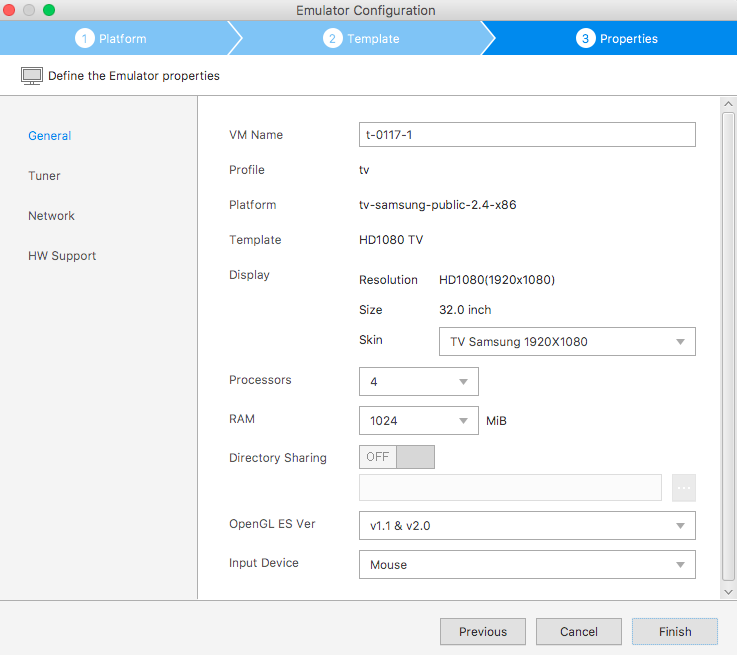 Emulator Configuration
1 Platform
2 Template
3 Properties
Define the Emulator properties
General
Tuner
Network
HW Support
VM Name t-0117-1
Profile tv
Platform tv-samsung-public-2.4-x86
Template HD1080 TV
Display
Resolution HD1080(1920x1080)
Size 32.0 inch
Skin TV Samsung 1920X1080
Processors 4
RAM 1024 MiB
Directory Sharing OFF
...
OpenGL ES Ver v1.1 & v2.0
Input Device Mouse
Previous Cancel Finish